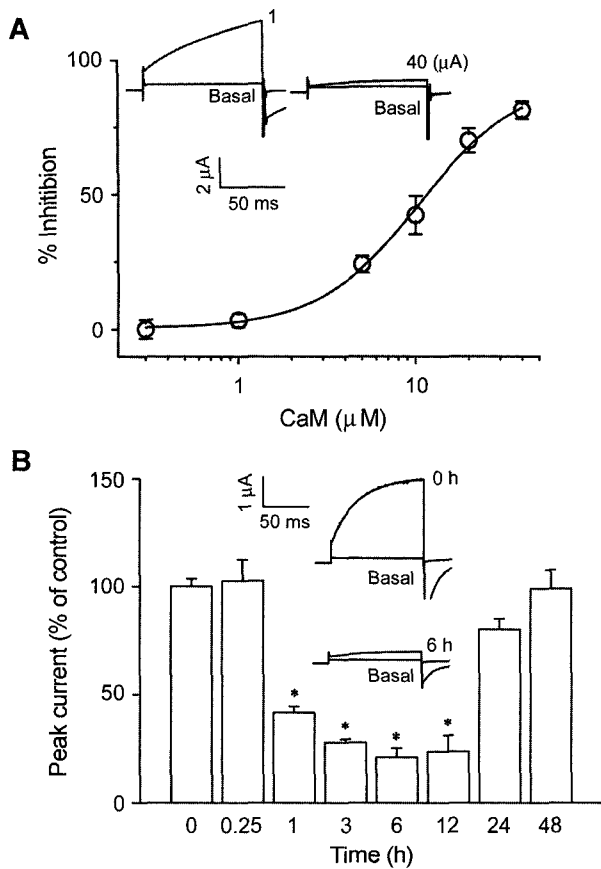 A
1
40 (μA)
100
Basal
Basal
2 μA
50 ms
50
0
% Inhitibion
1
10
CaM (μM)
B
150
1 μA
50 ms
0 h
Basal
100
6 h
Basal
50
* * * *
0
Peak current (% of control)
0 0.25 1 3 6 12 24 48
Time (h)